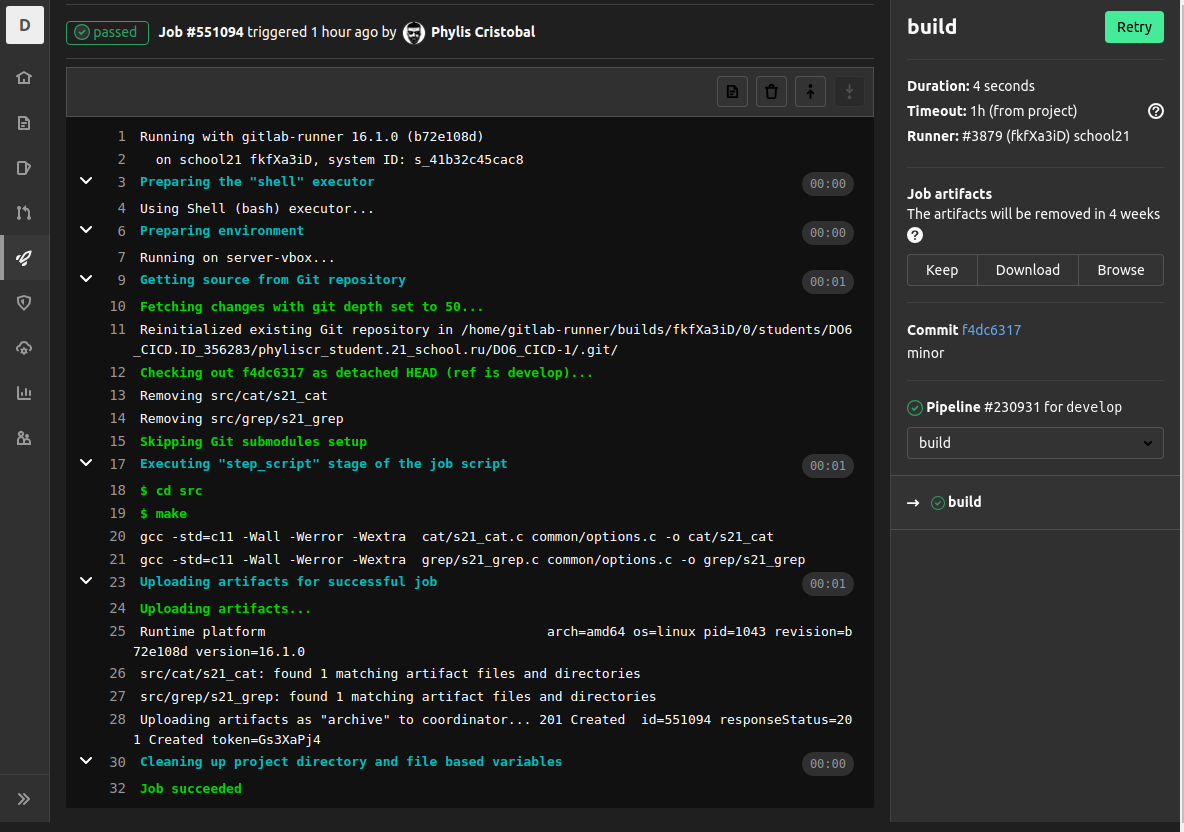 D
passed Job #551094 triggered 1 hour ago by Phylis Cristobal
1 Running with gitlab-runner 16.1.0 (b72e108d)
2 on school21 fkfXa3iD, system ID: s_41b32c45cac8
3 Preparing the "shell" executor 00:00
4 Using Shell (bash) executor...
6 Preparing environment 00:00
7 Running on server-vbox...
9 Getting source from Git repository 00:01
10 Fetching changes with git depth set to 50...
11 Reinitialized existing Git repository in /home/gitlab-runner/builds/fkfXa3iD/0/students/DO6
_CICD.ID_356283/phyliscr_student.21_school.ru/DO6_CICD-1/.git/
12 Checking out f4dc6317 as detached HEAD (ref is develop)...
13 Removing src/cat/s21_cat
14 Removing src/grep/s21_grep
15 Skipping Git submodules setup
17 Executing "step_script" stage of the job script 00:01
18 $ cd src
19 $ make
20 gcc -std=c11 -Wall -Werror -Wextra  cat/s21_cat.c common/options.c -o cat/s21_cat
21 gcc -std=c11 -Wall -Werror -Wextra  grep/s21_grep.c common/options.c -o grep/s21_grep
23 Uploading artifacts for successful job 00:01
24 Uploading artifacts...
25 Runtime platform arch=amd64 os=linux pid=1043 revision=b
72e108d version=16.1.0
26 src/cat/s21_cat: found 1 matching artifact files and directories
27 src/grep/s21_grep: found 1 matching artifact files and directories
28 Uploading artifacts as "archive" to coordinator... 201 Created  id=551094 responseStatus=20
1 Created token=Gs3XaPj4
30 Cleaning up project directory and file based variables 00:00
32 Job succeeded
build Retry
Duration: 4 seconds
Timeout: 1h (from project) ?
Runner: #3879 (fkfXa3iD) school21
Job artifacts
The artifacts will be removed in 4 weeks
?
Keep Download Browse
Commit f4dc6317
minor
Pipeline #230931 for develop
build
→ build